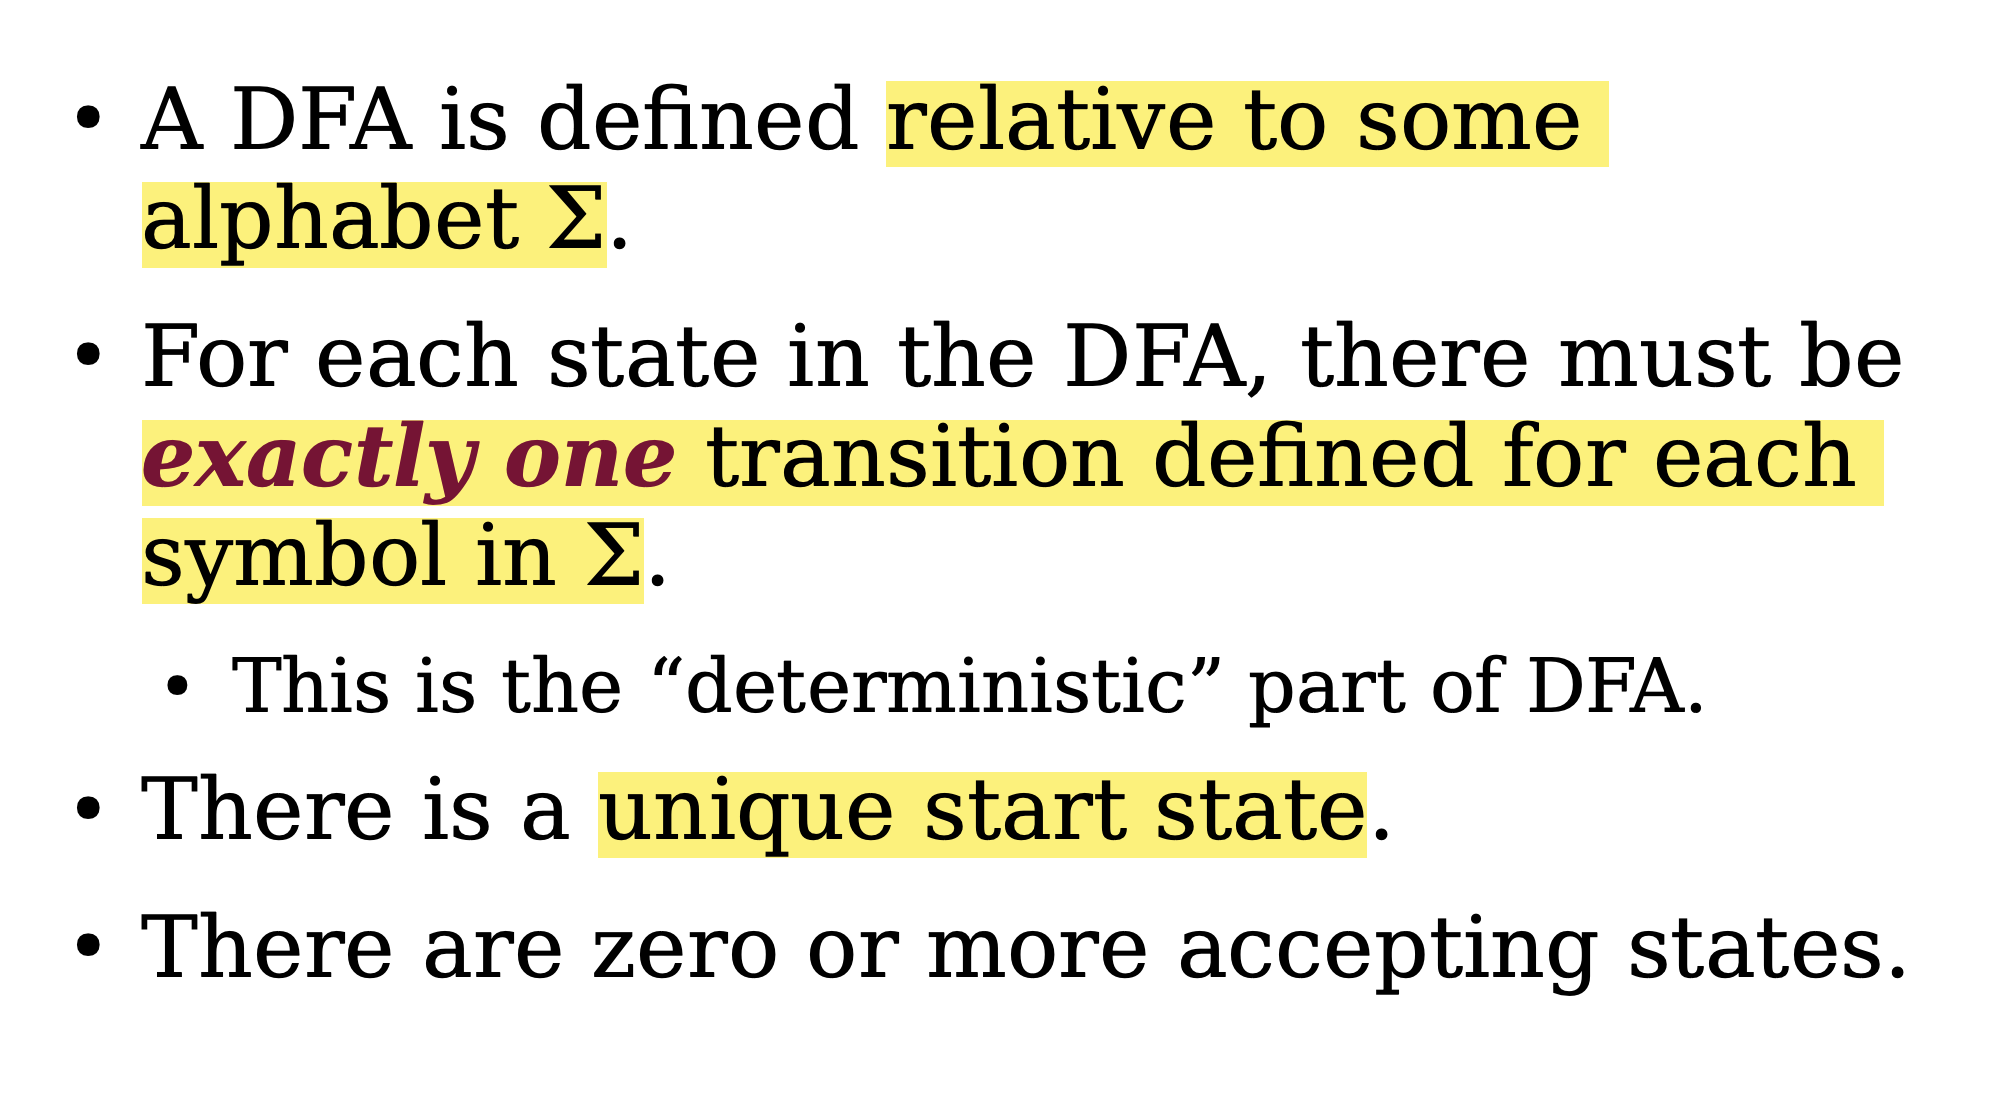 • A DFA is defined relative to some
alphabet Σ.
• For each state in the DFA, there must be
exactly one transition defined for each
symbol in Σ.
• This is the “deterministic” part of DFA.
• There is a unique start state.
• There are zero or more accepting states.